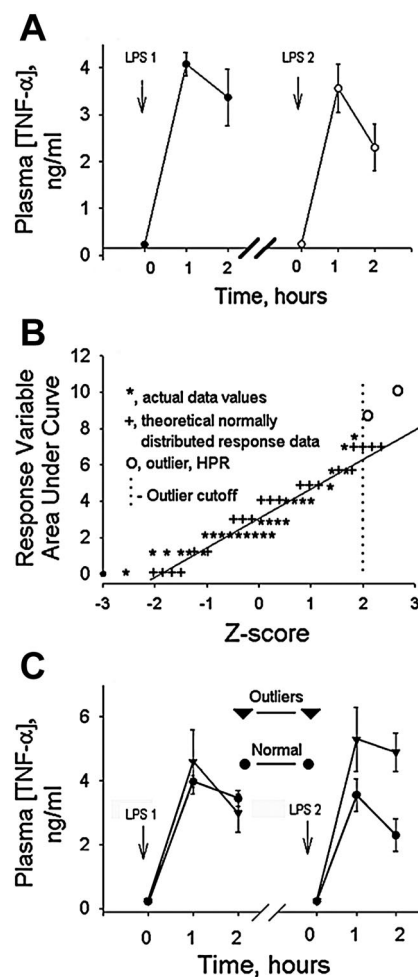 A
LPS 1
LPS 2
Plasma [TNF-α],
ng/ml
4
3
2
1
0
0 1 2 0 1 2
Time, hours
B
Response Variable
Area Under Curve
12
10
8
6
4
2
0
*, actual data values
+, theoretical normally
distributed response data
O, outlier, HPR
- Outlier cutoff
-3 -2 -1 0 1 2 3
Z-score
C
Outliers
Normal
LPS 1
LPS 2
Plasma [TNF-α],
ng/ml
6
4
2
0
0 1 2 0 1 2
Time, hours